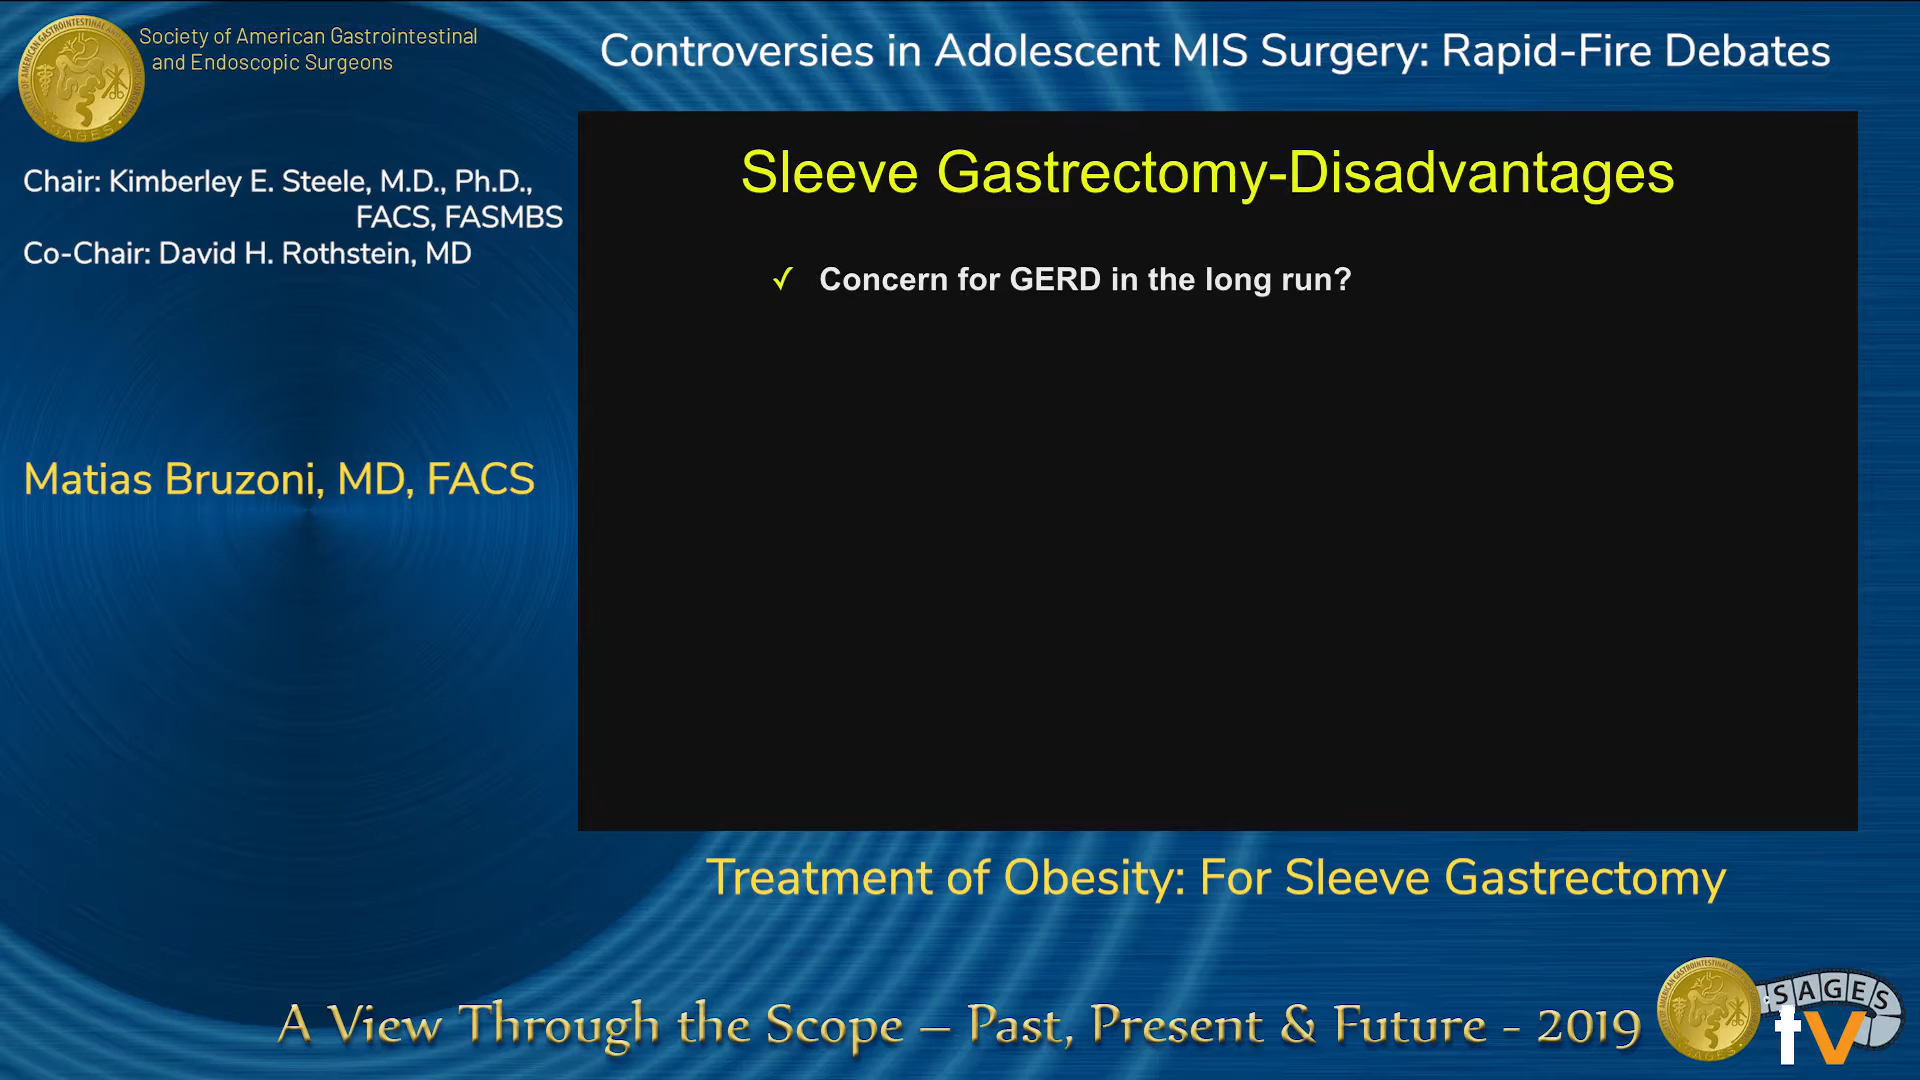 Society of American Gastrointestinal
and Endoscopic Surgeons
Controversies in Adolescent MIS Surgery: Rapid-Fire Debates
Chair: Kimberley E. Steele, M.D., Ph.D.,
FACS, FASMBS
Co-Chair: David H. Rothstein, MD
Matias Bruzoni, MD, FACS
Sleeve Gastrectomy-Disadvantages
✓ Concern for GERD in the long run?
Treatment of Obesity: For Sleeve Gastrectomy
A View Through the Scope – Past, Present & Future - 2019
SAGES
tv